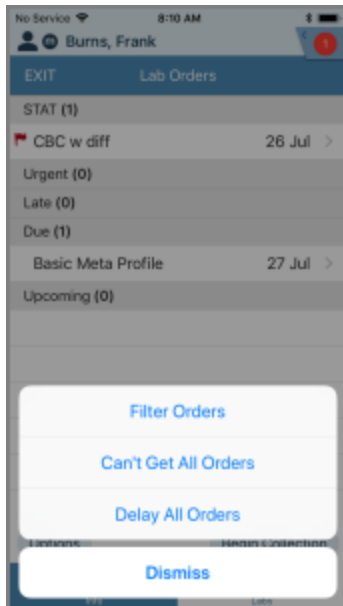 No Service 8:10 AM
Burns, Frank
1
EXIT Lab Orders
STAT (1)
CBC w diff 26 Jul >
Urgent (0)
Late (0)
Due (1)
Basic Meta Profile 27 Jul >
Upcoming (0)
Filter Orders
Can't Get All Orders
Delay All Orders
Options Begin Collection
Dismiss
Labs